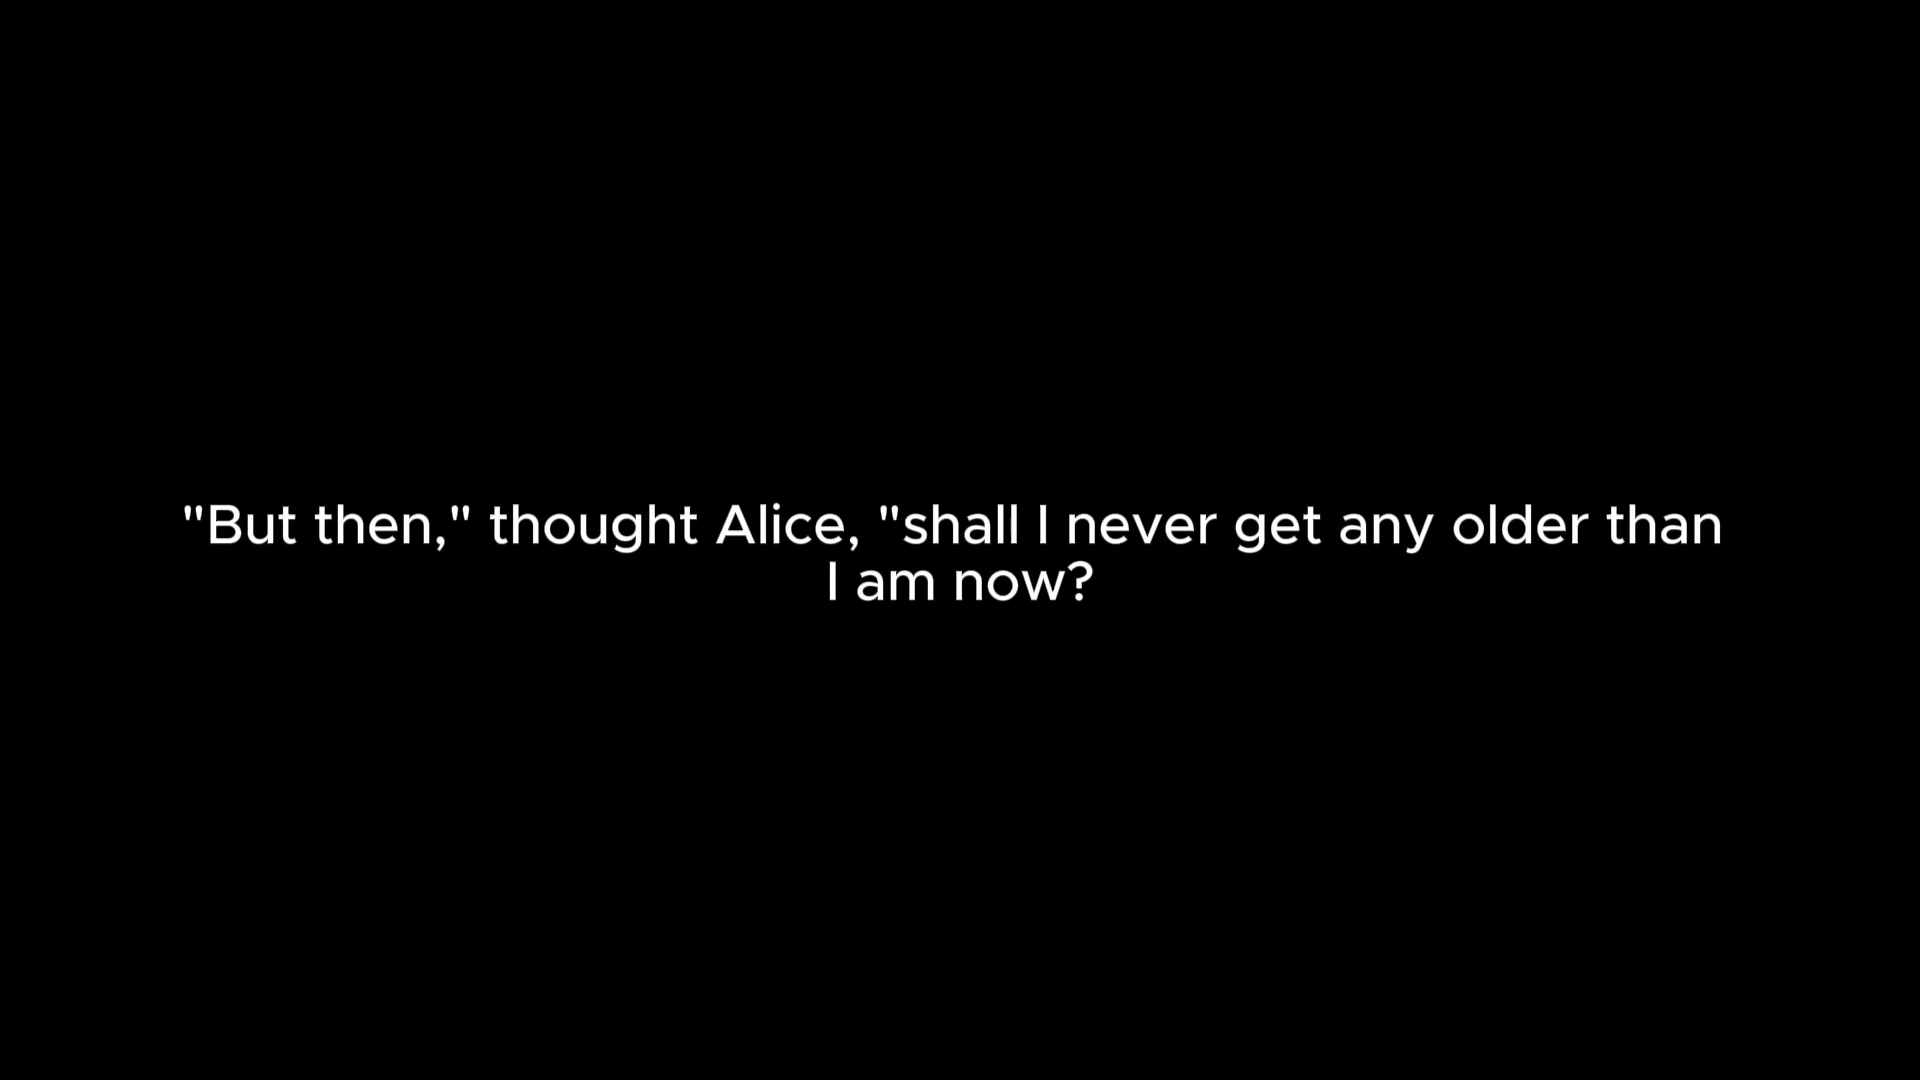 "But then," thought Alice, "shall I never get any older than
I am now?